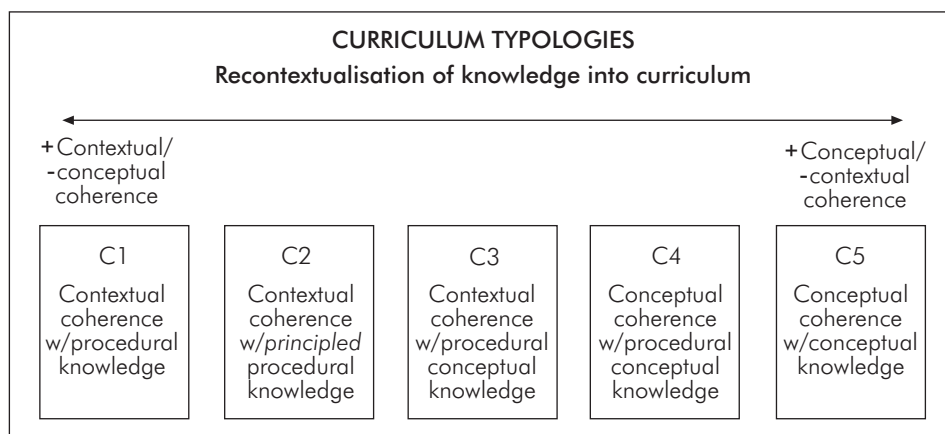 CURRICULUM TYPOLOGIES
Recontextualisation of knowledge into curriculum
+Contextual/
-conceptual
coherence
+Conceptual/
-contextual
coherence
C1
Contextual
coherence
w/procedural
knowledge
C2
Contextual
coherence
w/principled
procedural
knowledge
C3
Contextual
coherence
w/procedural
conceptual
knowledge
C4
Conceptual
coherence
w/procedural
conceptual
knowledge
C5
Conceptual
coherence
w/conceptual
knowledge